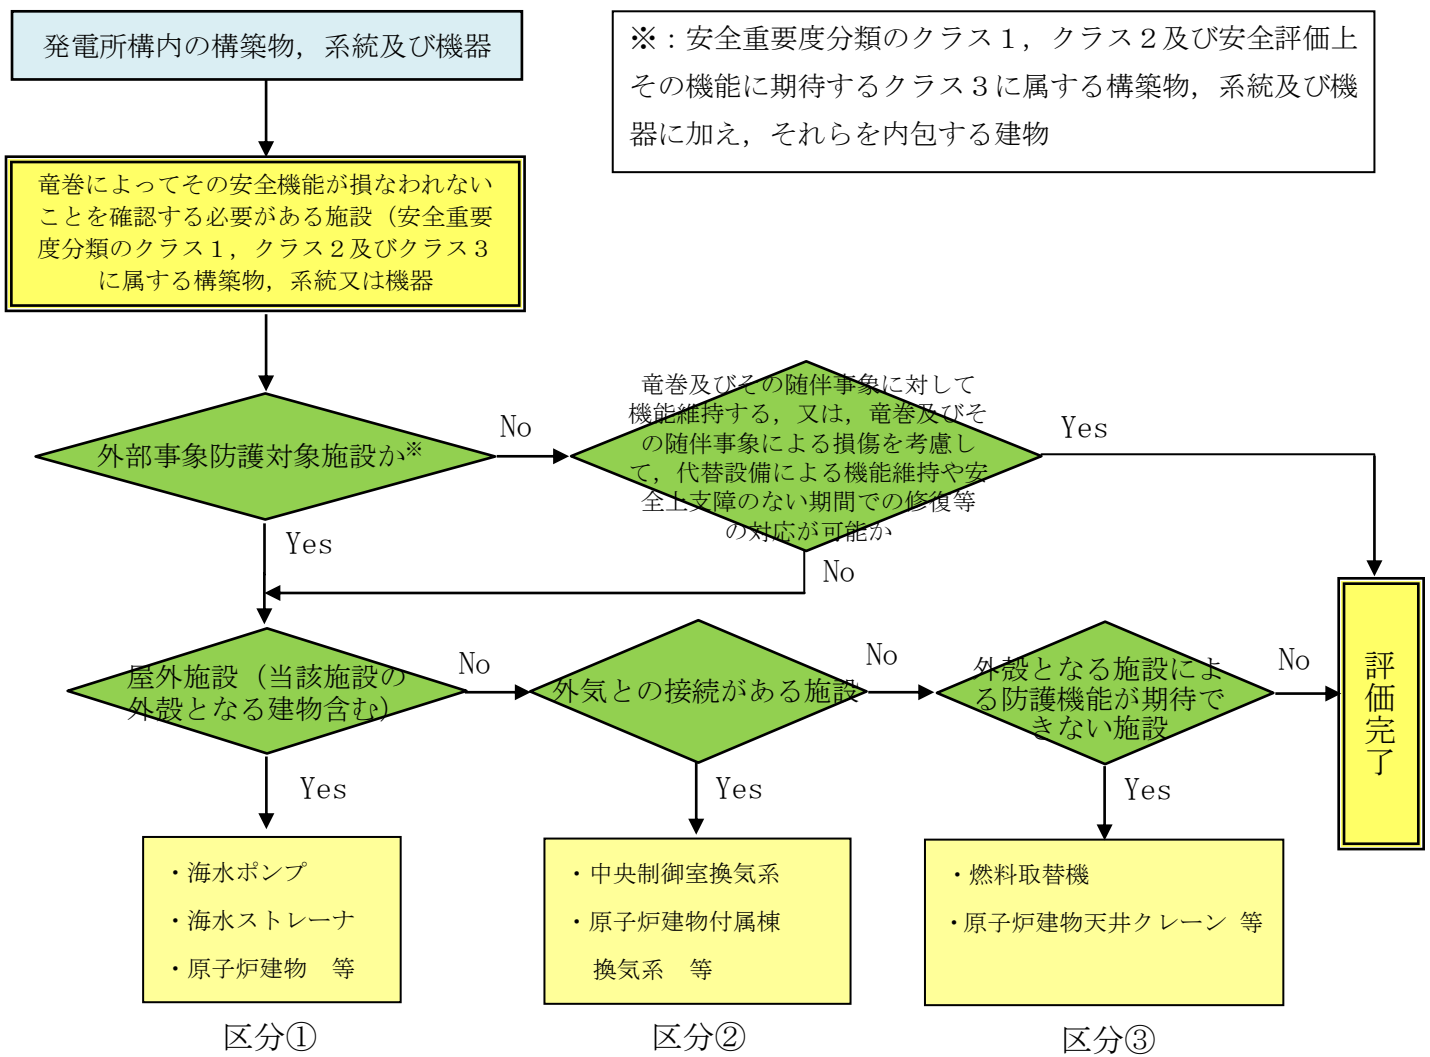 発電所構内の構築物，系統及び機器
※：安全重要度分類のクラス１，クラス２及び安全評価上
その機能に期待するクラス３に属する構築物，系統及び機
器に加え，それらを内包する建物
竜巻によってその安全機能が損なわれない
ことを確認する必要がある施設（安全重要
度分類のクラス１，クラス２及びクラス３
に属する構築物，系統又は機器
外部事象防護対象施設か※
No
竜巻及びその随伴事象に対して
機能維持する，又は，竜巻及びそ
の随伴事象による損傷を考慮し
て，代替設備による機能維持や安
全上支障のない期間での修復等
の対応が可能か
Yes
Yes
No
屋外施設（当該施設の
外殻となる建物含む）
No
外気との接続がある施設
No
外殻となる施設によ
る防護機能が期待で
きない施設
No
評価完了
Yes
Yes
Yes
・海水ポンプ
・海水ストレーナ
・原子炉建物　等
・中央制御室換気系
・原子炉建物付属棟
換気系　等
・燃料取替機
・原子炉建物天井クレーン 等
区分①
区分②
区分③